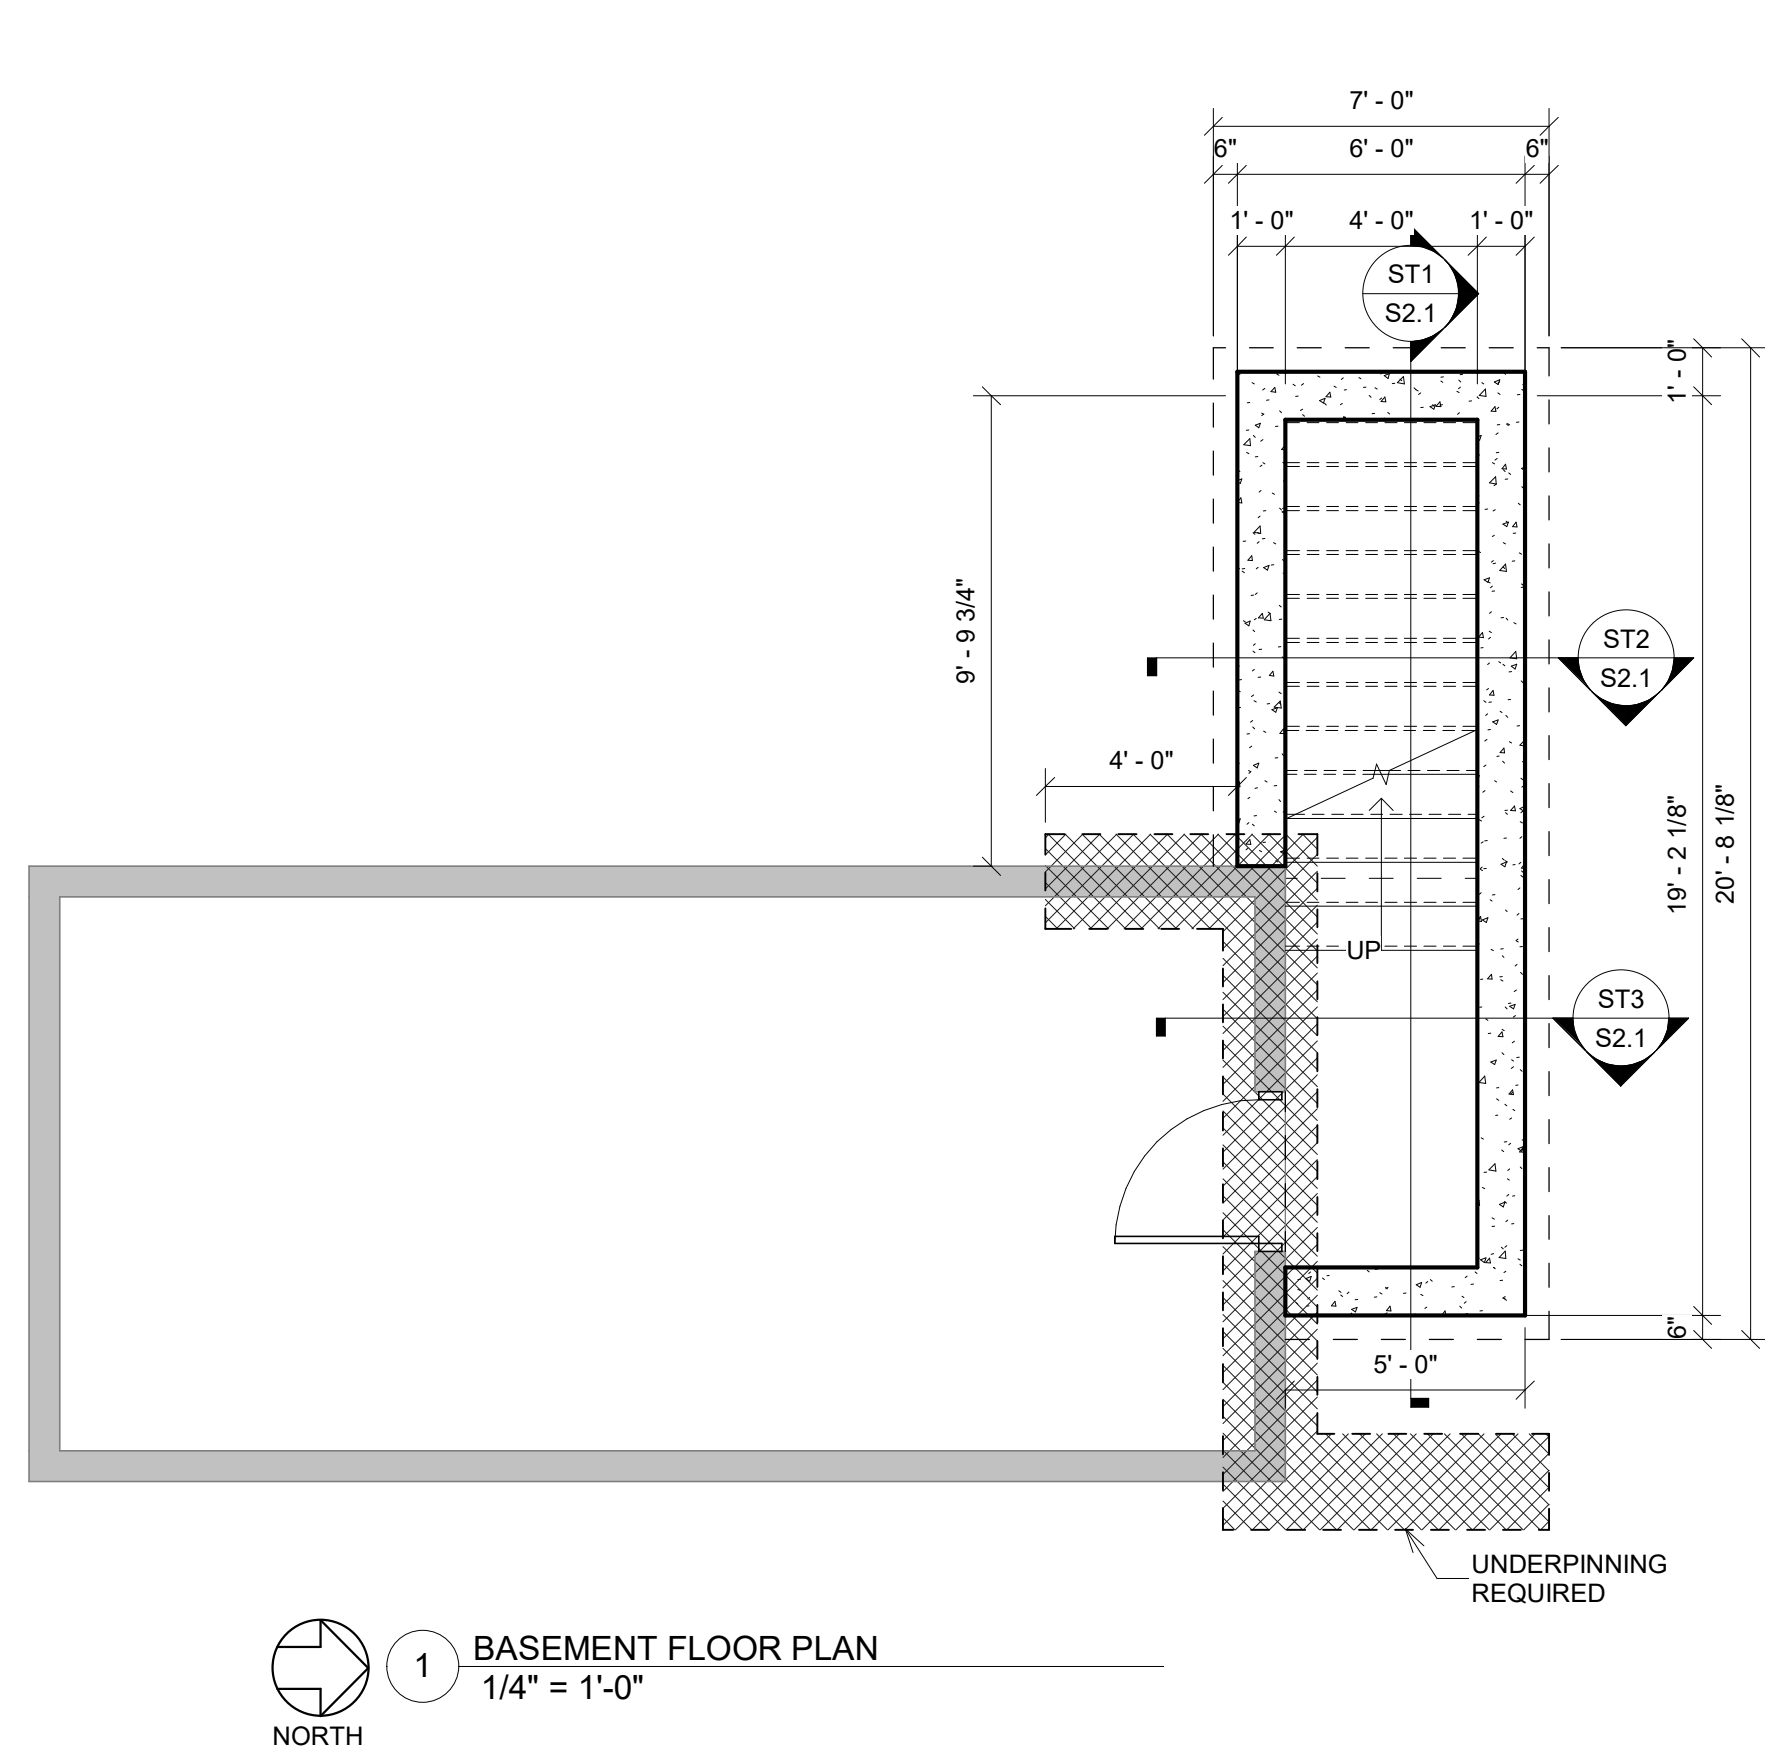 7' - 0"
6" 6' - 0" 6"
1' - 0" 4' - 0" 1' - 0"
ST1
S2.1
1' - 0"
9' - 9 3/4"
ST2
S2.1
4' - 0"
19' - 2 1/8"
20' - 8 1/8"
UP
ST3
S2.1
6"
5' - 0"
UNDERPINNING
REQUIRED
1
BASEMENT FLOOR PLAN
1/4" = 1'-0"
NORTH